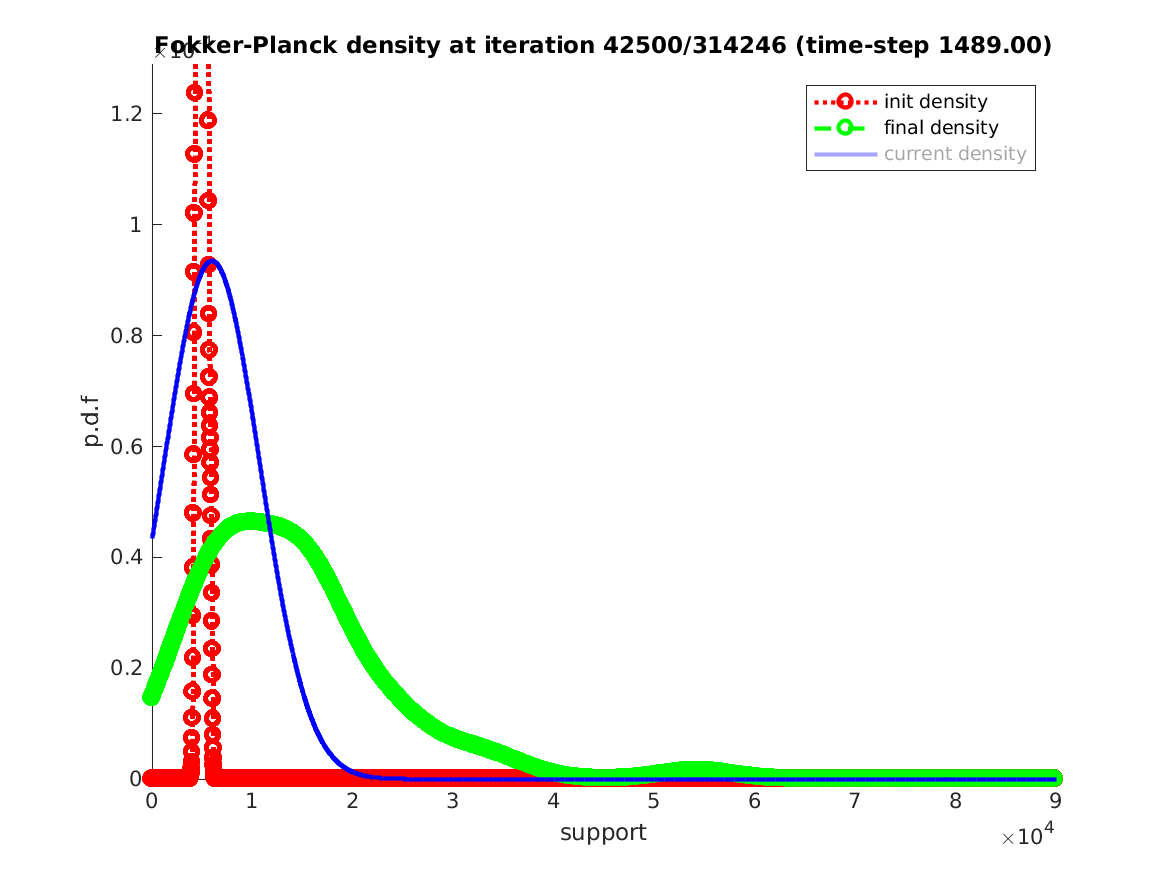 Fokker-Planck density at iteration 42500/314246 (time-step 1489.00)
init density
final density
current density
1.2
1
0.8
0.6
0.4
0.2
0
p.d.f
0 1 2 3 4 5 6 7 8 9
support
×10^4